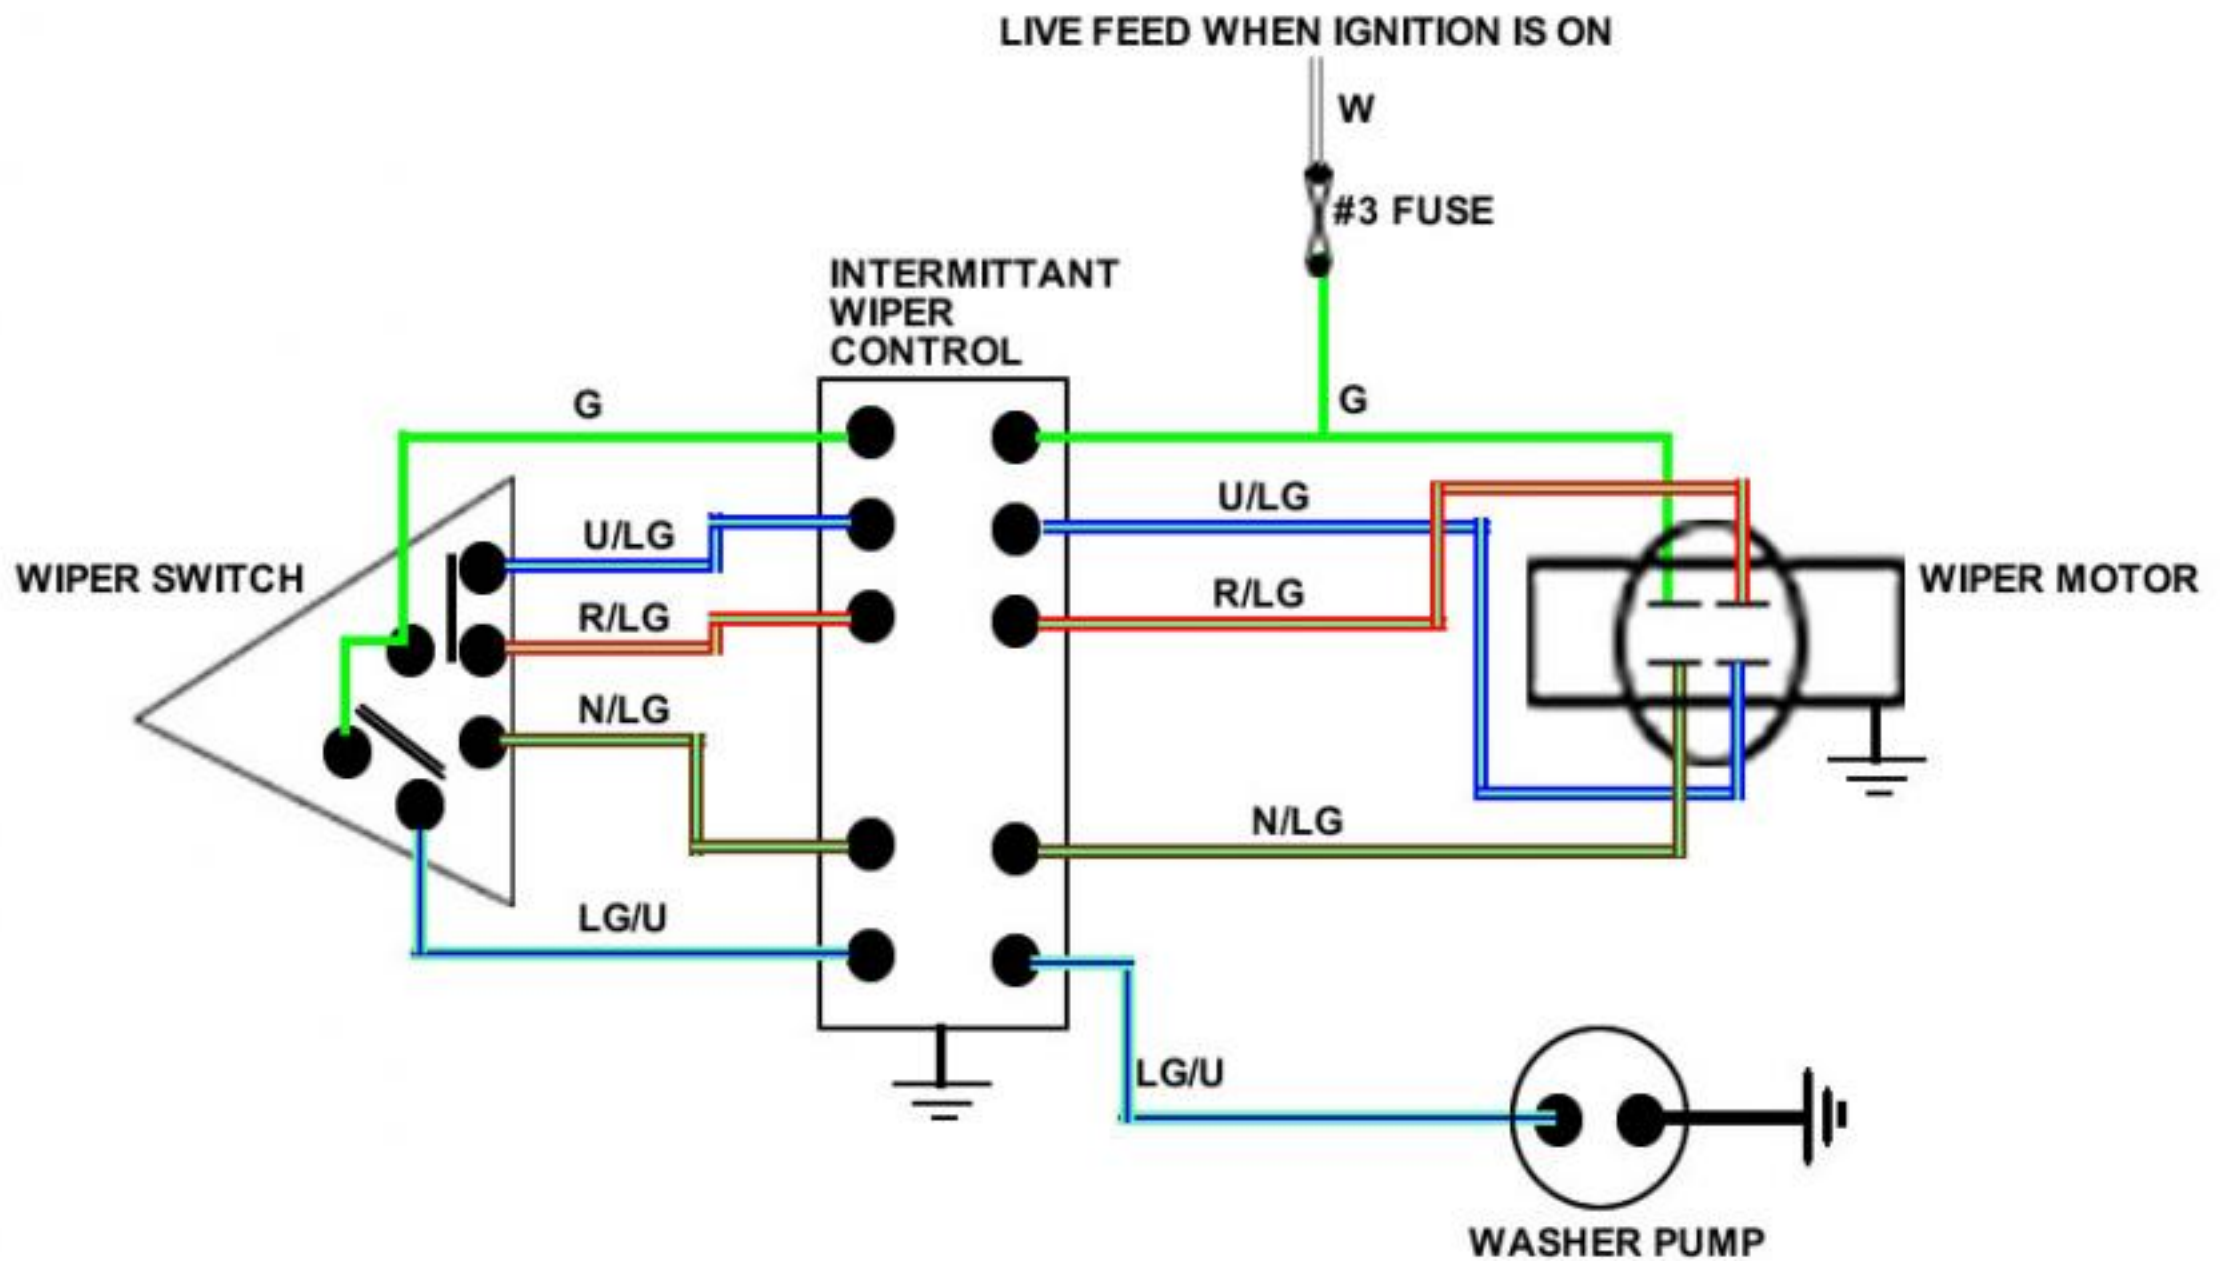 LIVE FEED WHEN IGNITION IS ON
W
#3 FUSE
INTERMITTANT
WIPER
CONTROL
G
G
U/LG
U/LG
WIPER SWITCH
WIPER MOTOR
R/LG
R/LG
N/LG
N/LG
LG/U
LG/U
WASHER PUMP